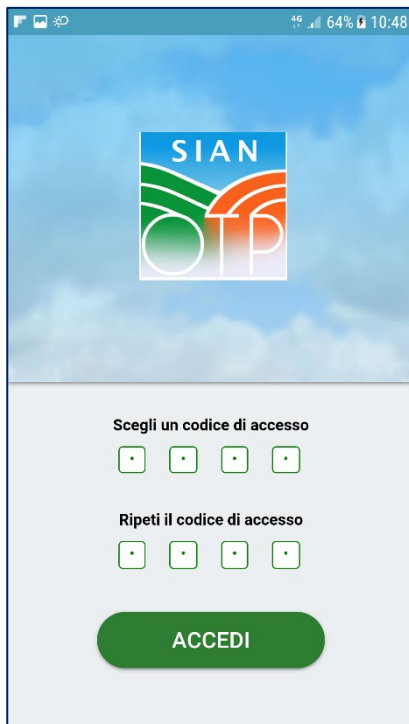 4G 64% 10:48
SIAN
OTP
Scegli un codice di accesso
Ripeti il codice di accesso
ACCEDI